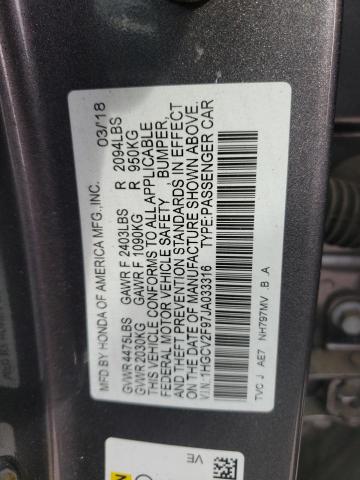 MFD.BY HONDA OF AMERICA MFG.,INC. 03/18
GVWR 4475LBS GAWR F 2403LBS R 2094LBS
GVWR 2030KG GAWR F 1090KG R 950KG
THIS VEHICLE CONFORMS TO ALL APPLICABLE
FEDERAL MOTOR VEHICLE SAFETY , BUMPER,
AND THEFT PREVENTION STANDARDS IN EFFECT
ON THE DATE OF MANUFACTURE SHOWN ABOVE.
V.I.N. 1HGCV2F97JA033316 TYPE:PASSENGER CAR
TVC J AE7 NH797MV .B .A
VE